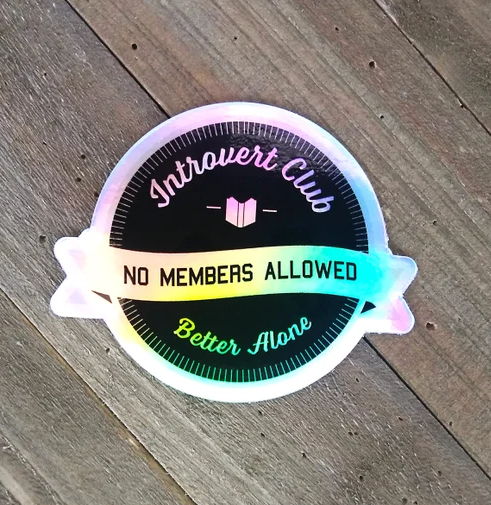 Introvert Club
NO MEMBERS ALLOWED
Better Alone